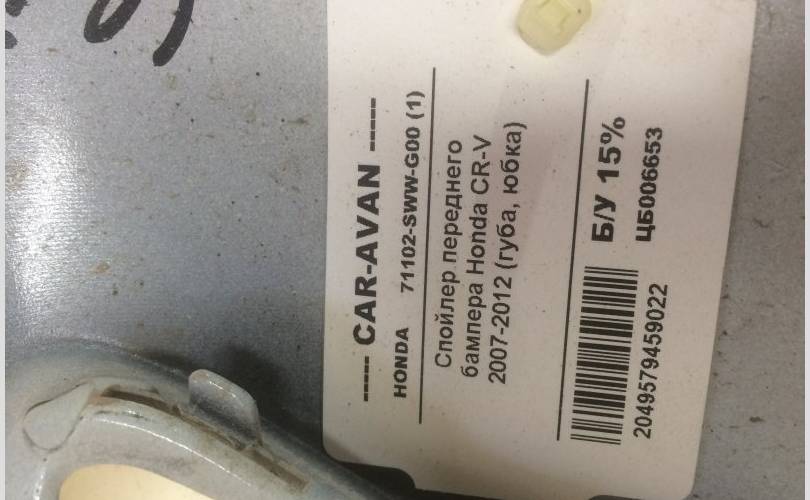 ----- CAR-AVAN -----
HONDA 71102-SWW-G00 (1)
Спойлер переднего
бампера Honda CR-V
2007-2012 (губа, юбка)
Б/У 15%
2049579459022 ЦБ006653